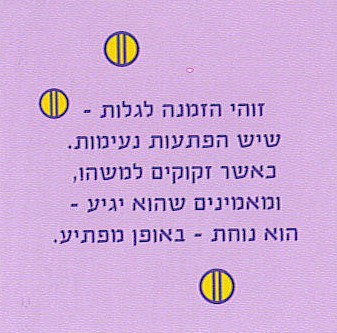 זוהי הזמנה לגלות -
שיש הפתעות נעימות.
כאשר זקוקים למשהו,
ומאמינים שהוא יגיע -
הוא נוחת - באופן מפתיע.